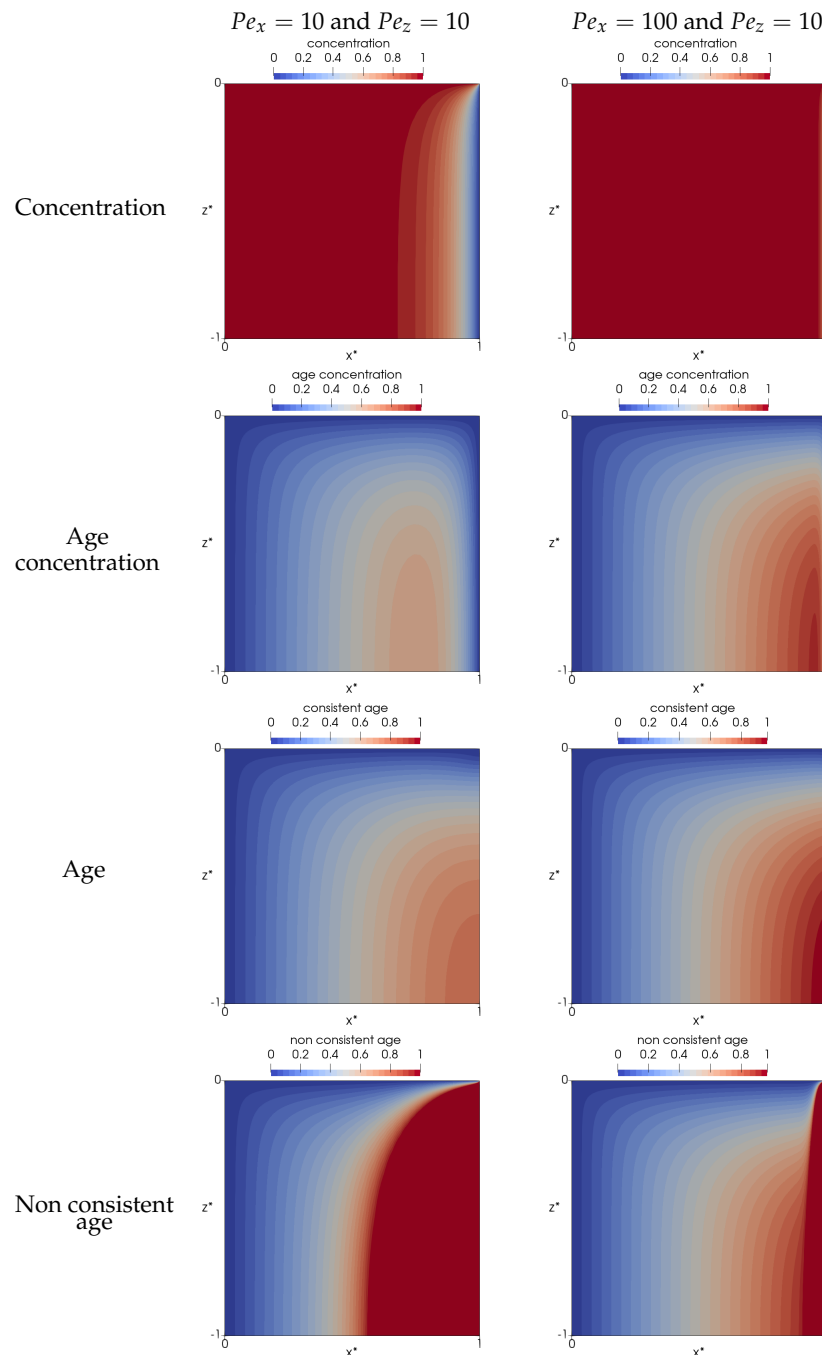 Pe_x = 10 and Pe_z = 10 Pe_x = 100 and Pe_z = 10
concentration concentration
0 0.2 0.4 0.6 0.8 1 0 0.2 0.4 0.6 0.8 1
0 0
Concentration z* z*
-1 -1
0 x* 1 0 x* 1
age concentration age concentration
0 0.2 0.4 0.6 0.8 1 0 0.2 0.4 0.6 0.8 1
0 0
Age
concentration z* z*
-1 -1
0 x* 1 0 x* 1
consistent age consistent age
0 0.2 0.4 0.6 0.8 1 0 0.2 0.4 0.6 0.8 1
0 0
Age z* z*
-1 -1
0 x* 1 0 x* 1
non consistent age non consistent age
0 0.2 0.4 0.6 0.8 1 0 0.2 0.4 0.6 0.8 1
0 0
Non consistent z* z*
age
-1 -1
0 x* 1 0 x* 1